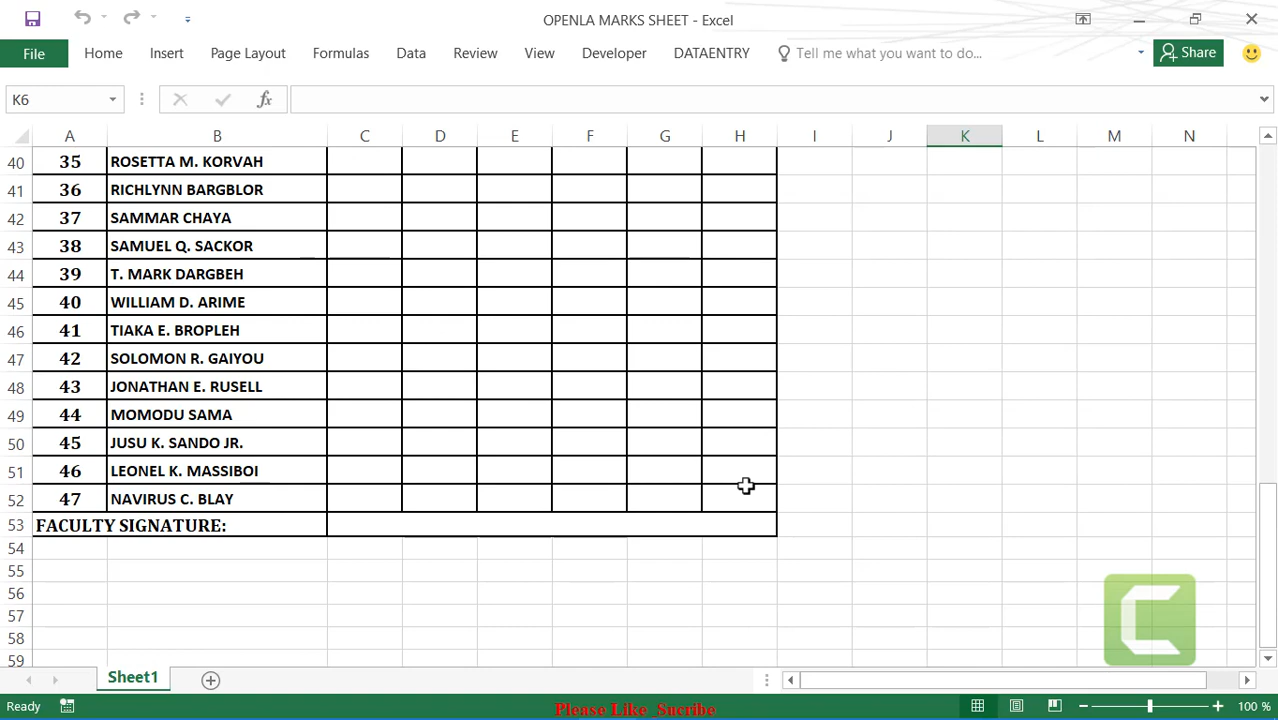 OPENLA MARKS SHEET - Excel
File Home Insert Page Layout Formulas Data Review View Developer DATAENTRY Tell me what you want to do... Share
K6 fx
A B C D E F G H I J K L M N
40 35 ROSETTA M. KORVAH
41 36 RICHLYNN BARGBLOR
42 37 SAMMAR CHAYA
43 38 SAMUEL Q. SACKOR
44 39 T. MARK DARGBEH
45 40 WILLIAM D. ARIME
46 41 TIAKA E. BROPLEH
47 42 SOLOMON R. GAIYOU
48 43 JONATHAN E. RUSELL
49 44 MOMODU SAMA
50 45 JUSU K. SANDO JR.
51 46 LEONEL K. MASSIBOI
52 47 NAVIRUS C. BLAY
53 FACULTY SIGNATURE:
54
55
56
57
58
59
Sheet1
Ready Please Like Sucribe 100 %